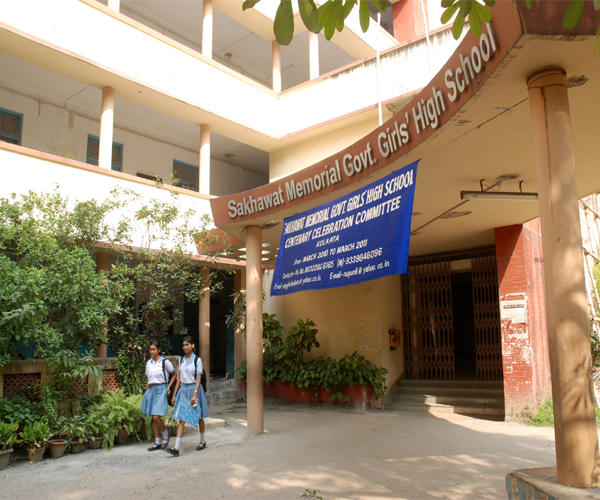 Sakhawat Memorial Govt. Girls' High School
SAKHAWAT MEMORIAL GOVT. GIRLS' HIGH SCHOOL
CENTENARY CELEBRATION COMMITTEE
KOLKATA
From MARCH 2010 TO MARCH 2011